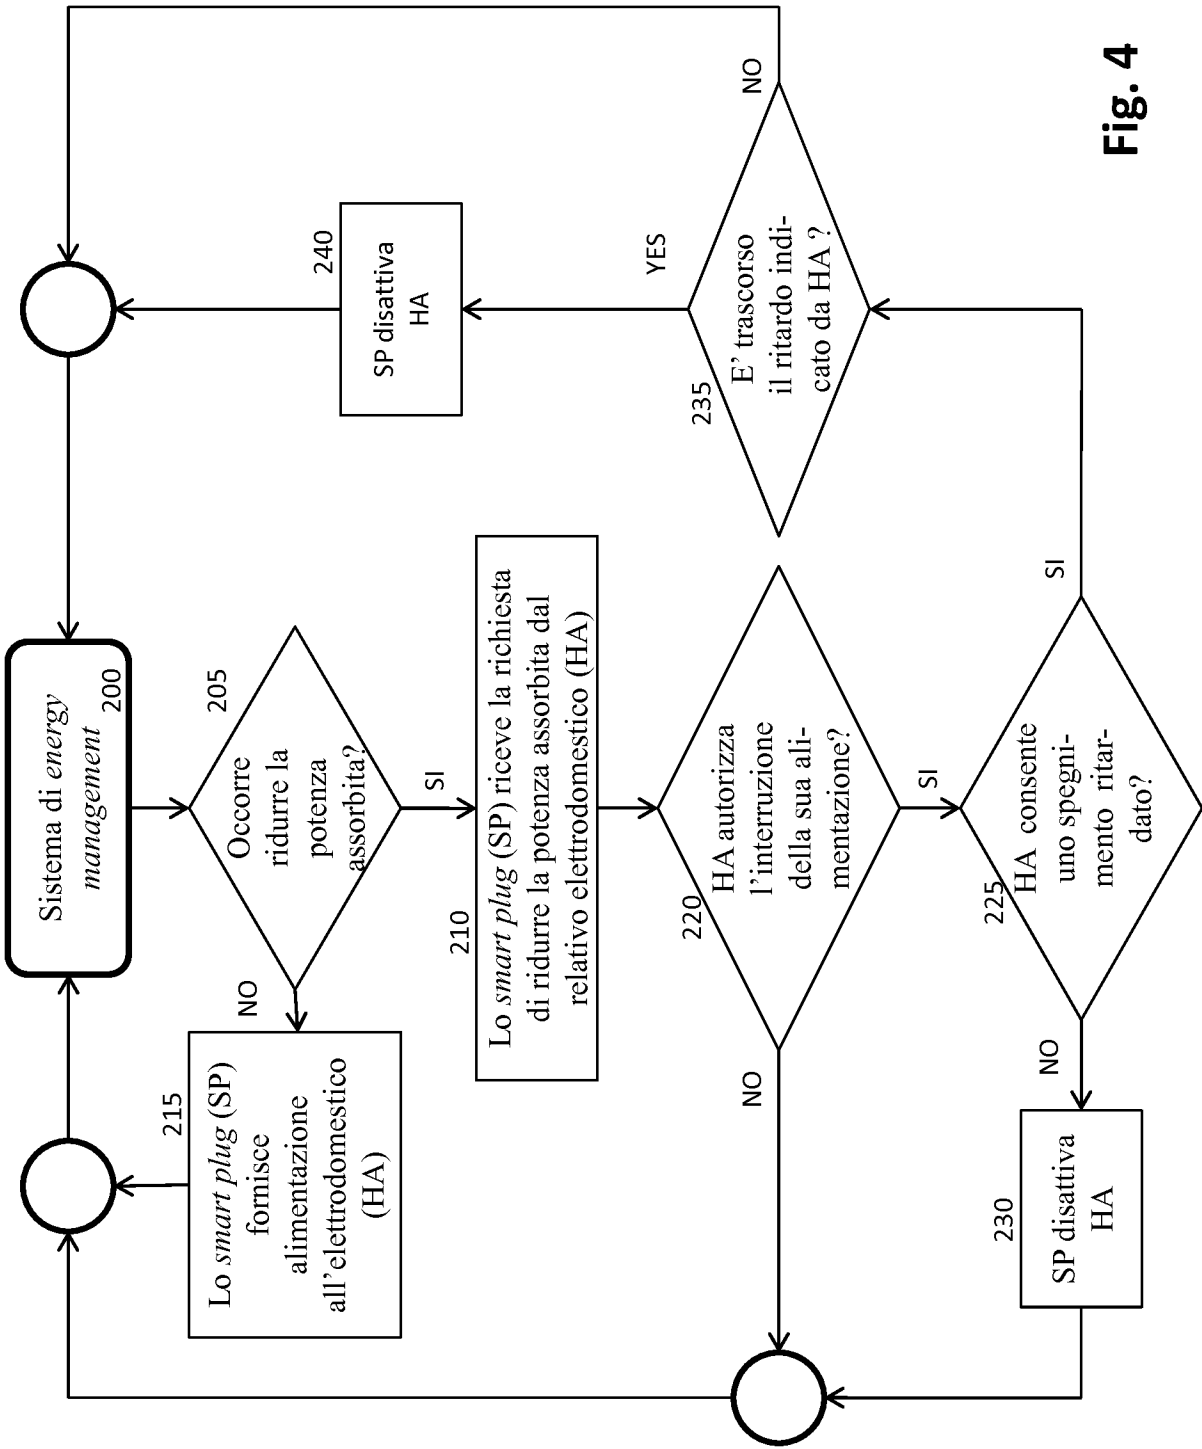 Sistema di energy
management
200
205
Occorre
ridurre la
potenza
assorbita?
NO
SI
215
Lo smart plug (SP)
fornisce
alimentazione
all'elettrodomestico
(HA)
210
Lo smart plug (SP) riceve la richiesta
di ridurre la potenza assorbita dal
relativo elettrodomestico (HA)
220
HA autorizza
l'interruzione
della sua ali-
mentazione?
NO
SI
225
HA consente
uno spegni-
mento ritar-
dato?
NO
SI
230
SP disattiva
HA
235
E' trascorso
il ritardo indi-
cato da HA?
YES
NO
240
SP disattiva
HA
Fig. 4